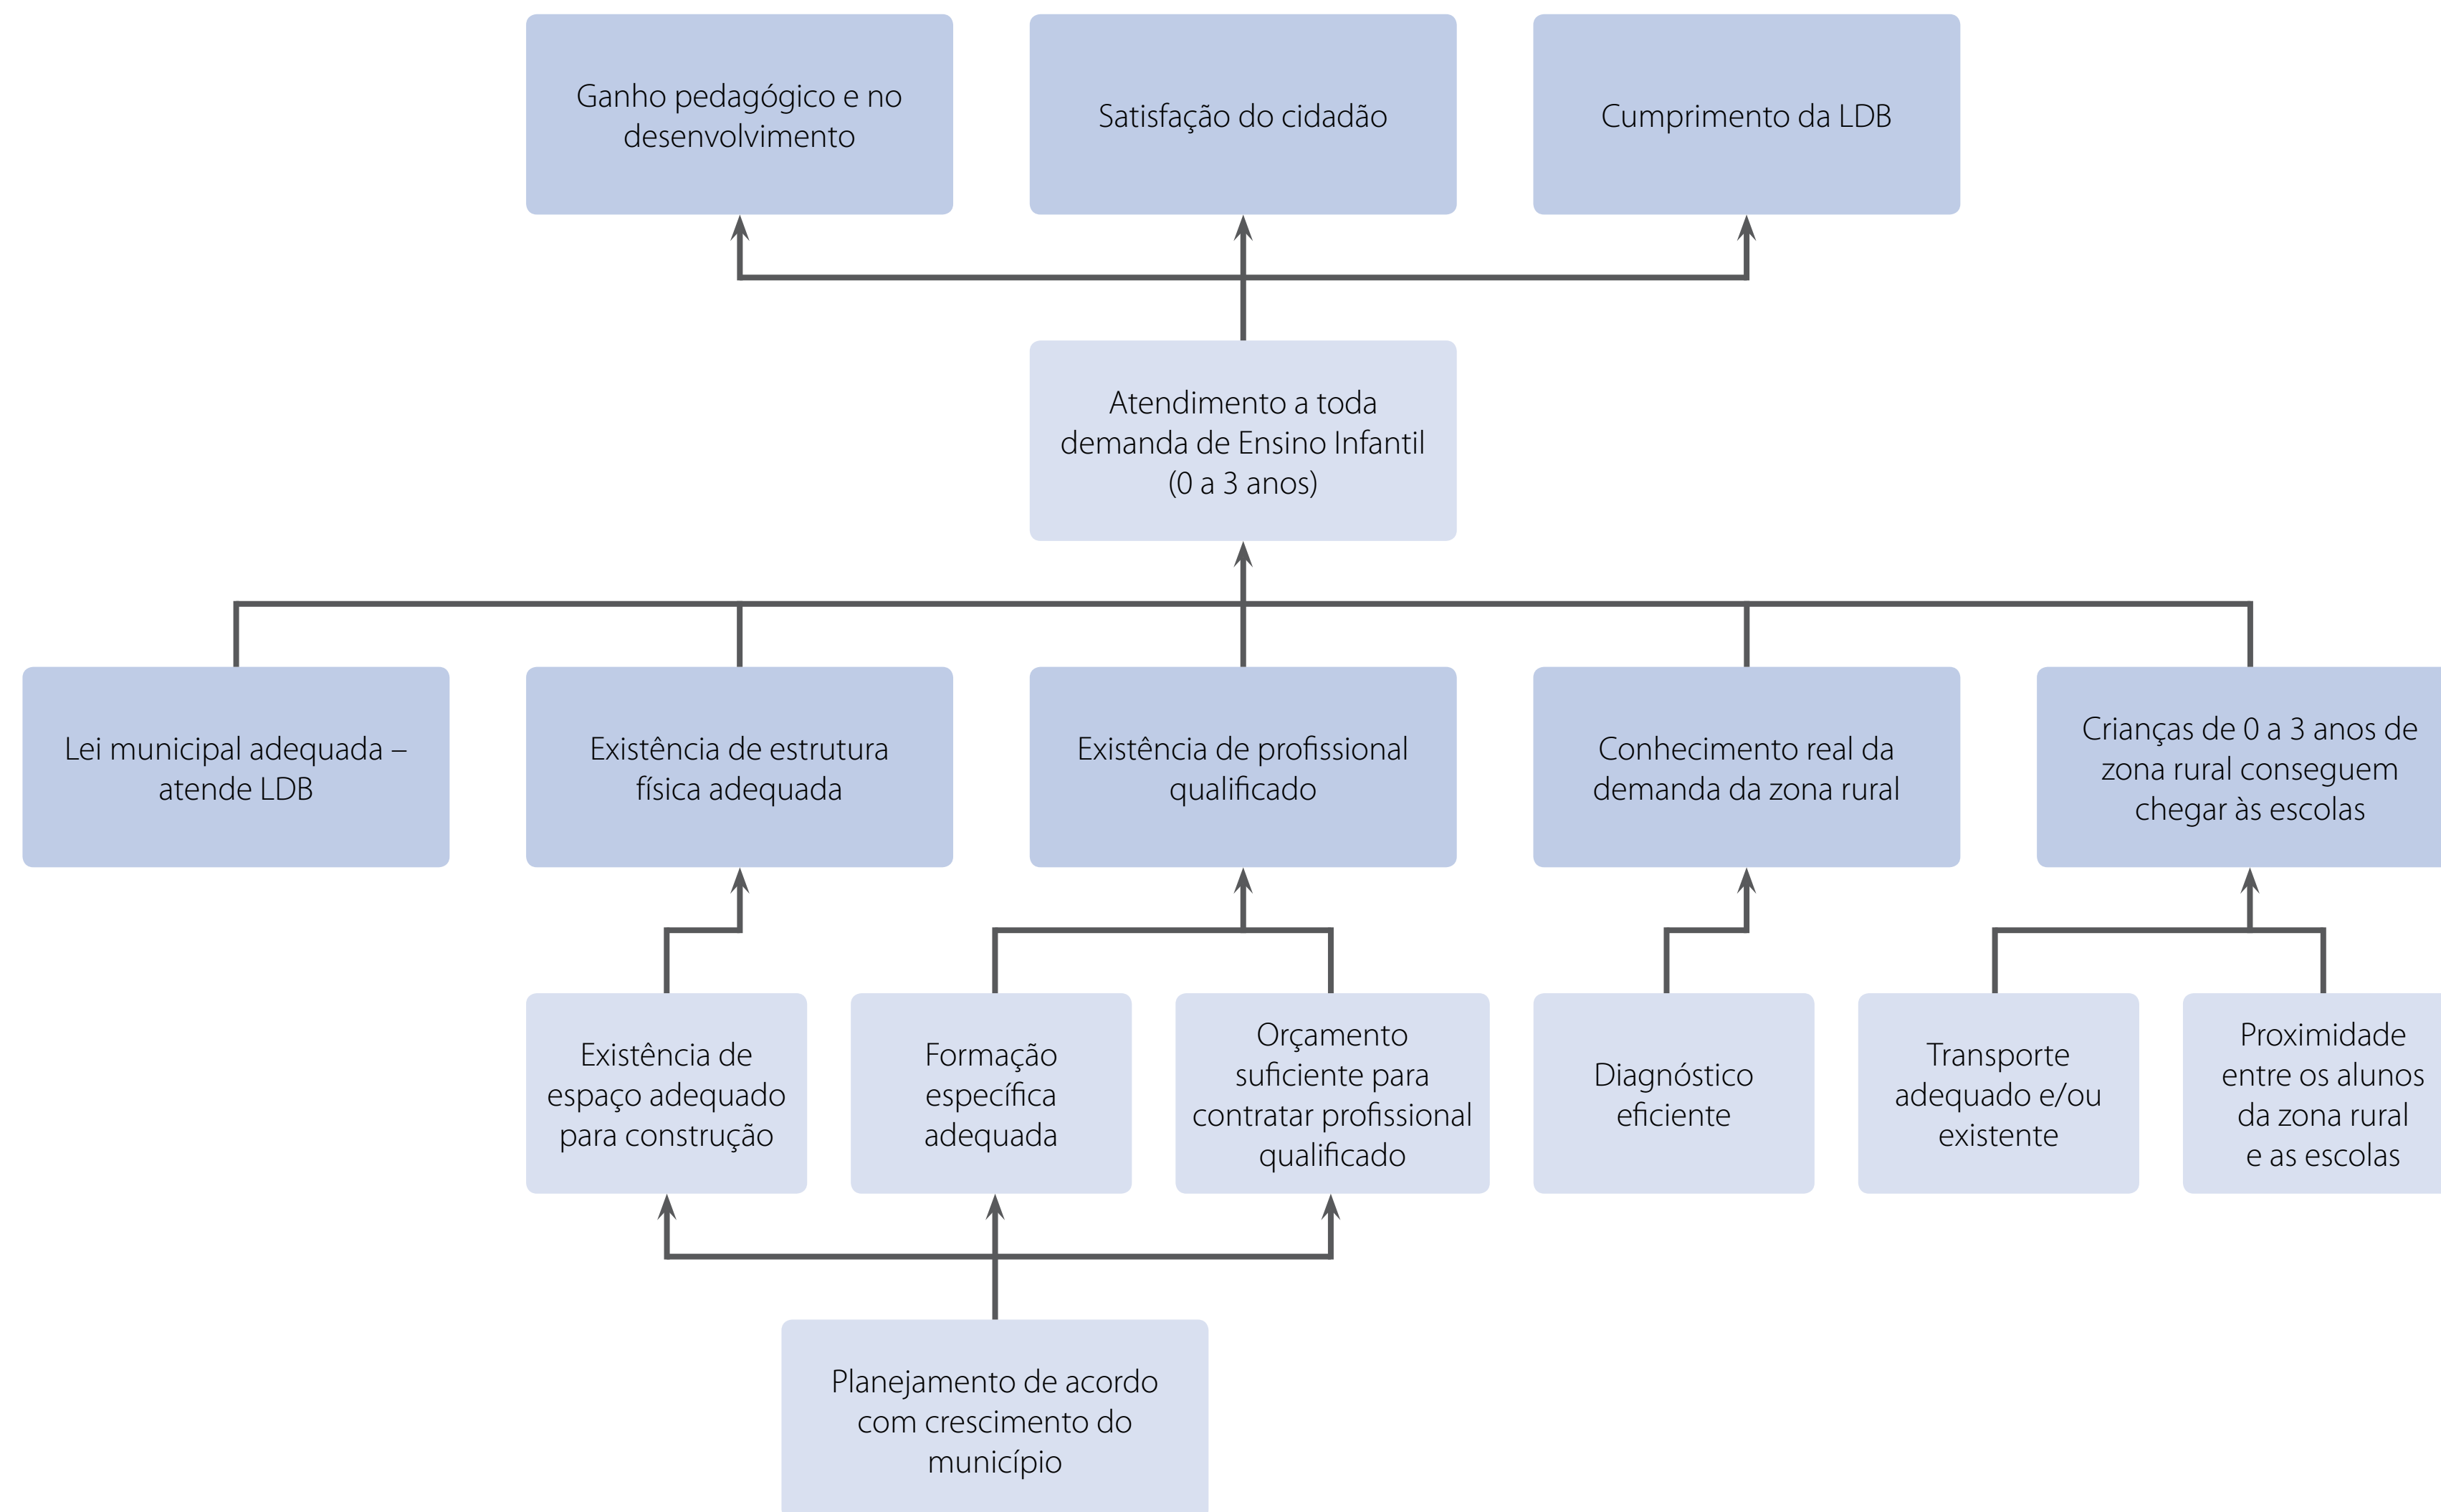 Ganho pedagógico e no
desenvolvimento
Satisfação do cidadão
Cumprimento da LDB
Atendimento a toda
demanda de Ensino Infantil
(0 a 3 anos)
Lei municipal adequada –
atende LDB
Existência de estrutura
física adequada
Existência de profissional
qualificado
Conhecimento real da
demanda da zona rural
Crianças de 0 a 3 anos de
zona rural conseguem
chegar às escolas
Existência de
espaço adequado
para construção
Formação
específica
adequada
Orçamento
suficiente para
contratar profissional
qualificado
Diagnóstico
eficiente
Transporte
adequado e/ou
existente
Proximidade
entre os alunos
da zona rural
e as escolas
Planejamento de acordo
com crescimento do
município